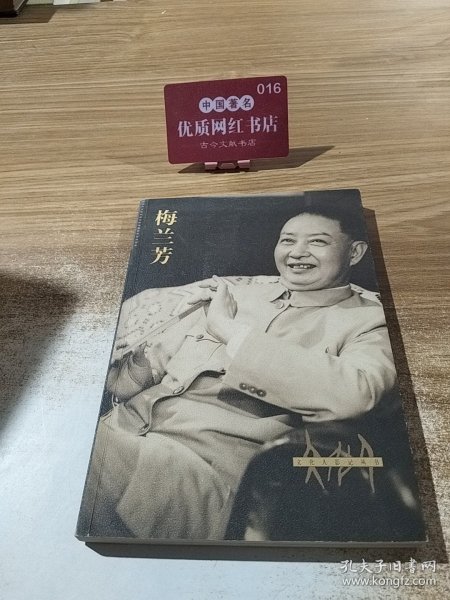 016
中国著名
优质网红书店
古今文献书店
梅兰芳
文化人影记丛书
孔夫子旧书网
www.kongfz.com